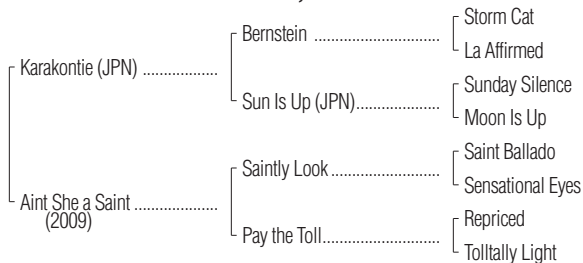 Storm Cat
Bernstein ..............................
La Affirmed
Karakontie (JPN) ..................
Sunday Silence
Sun Is Up (JPN)....................
Moon Is Up
Saint Ballado
Saintly Look ..........................
Sensational Eyes
Aint She a Saint ....................
(2009)
Repriced
Pay the Toll...........................
Tolltally Light